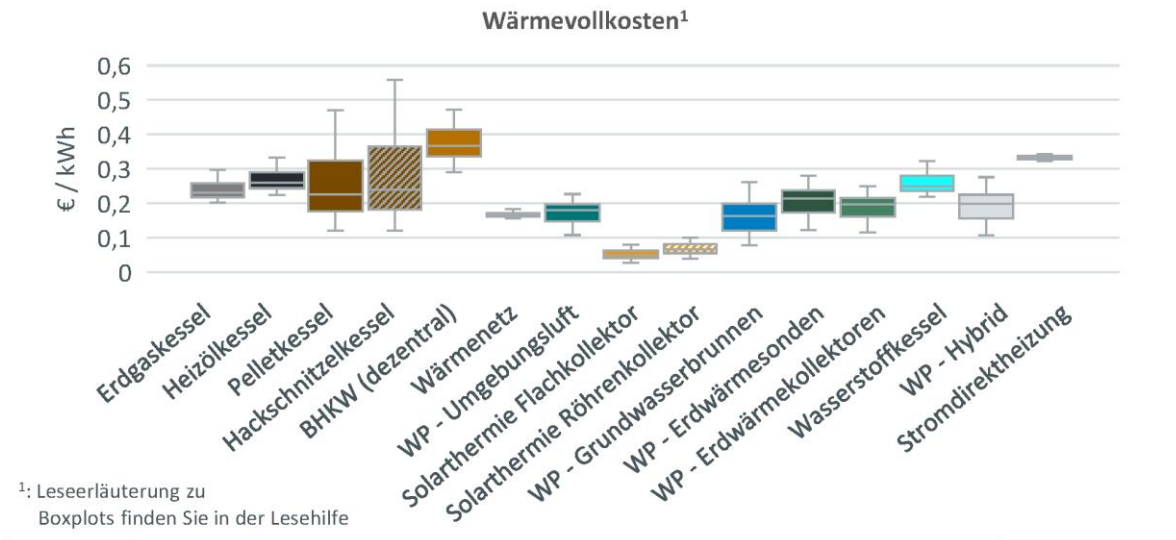 Wärmevollkosten¹
€ / kWh
0,6
0,5
0,4
0,3
0,2
0,1
0
Erdgaskessel
Heizölkessel
Pelletkessel
Hackschnitzelkessel
BHKW (dezentral)
Wärmenetz
WP - Umgebungsluft
Solarthermie Flachkollektor
Solarthermie Röhrenkollektor
WP - Grundwasserbrunnen
WP - Erdwärmesonden
WP - Erdwärmekollektoren
Wasserstoffkessel
WP - Hybrid
Stromdirektheizung
¹: Leseerläuterung zu
Boxplots finden Sie in der Lesehilfe